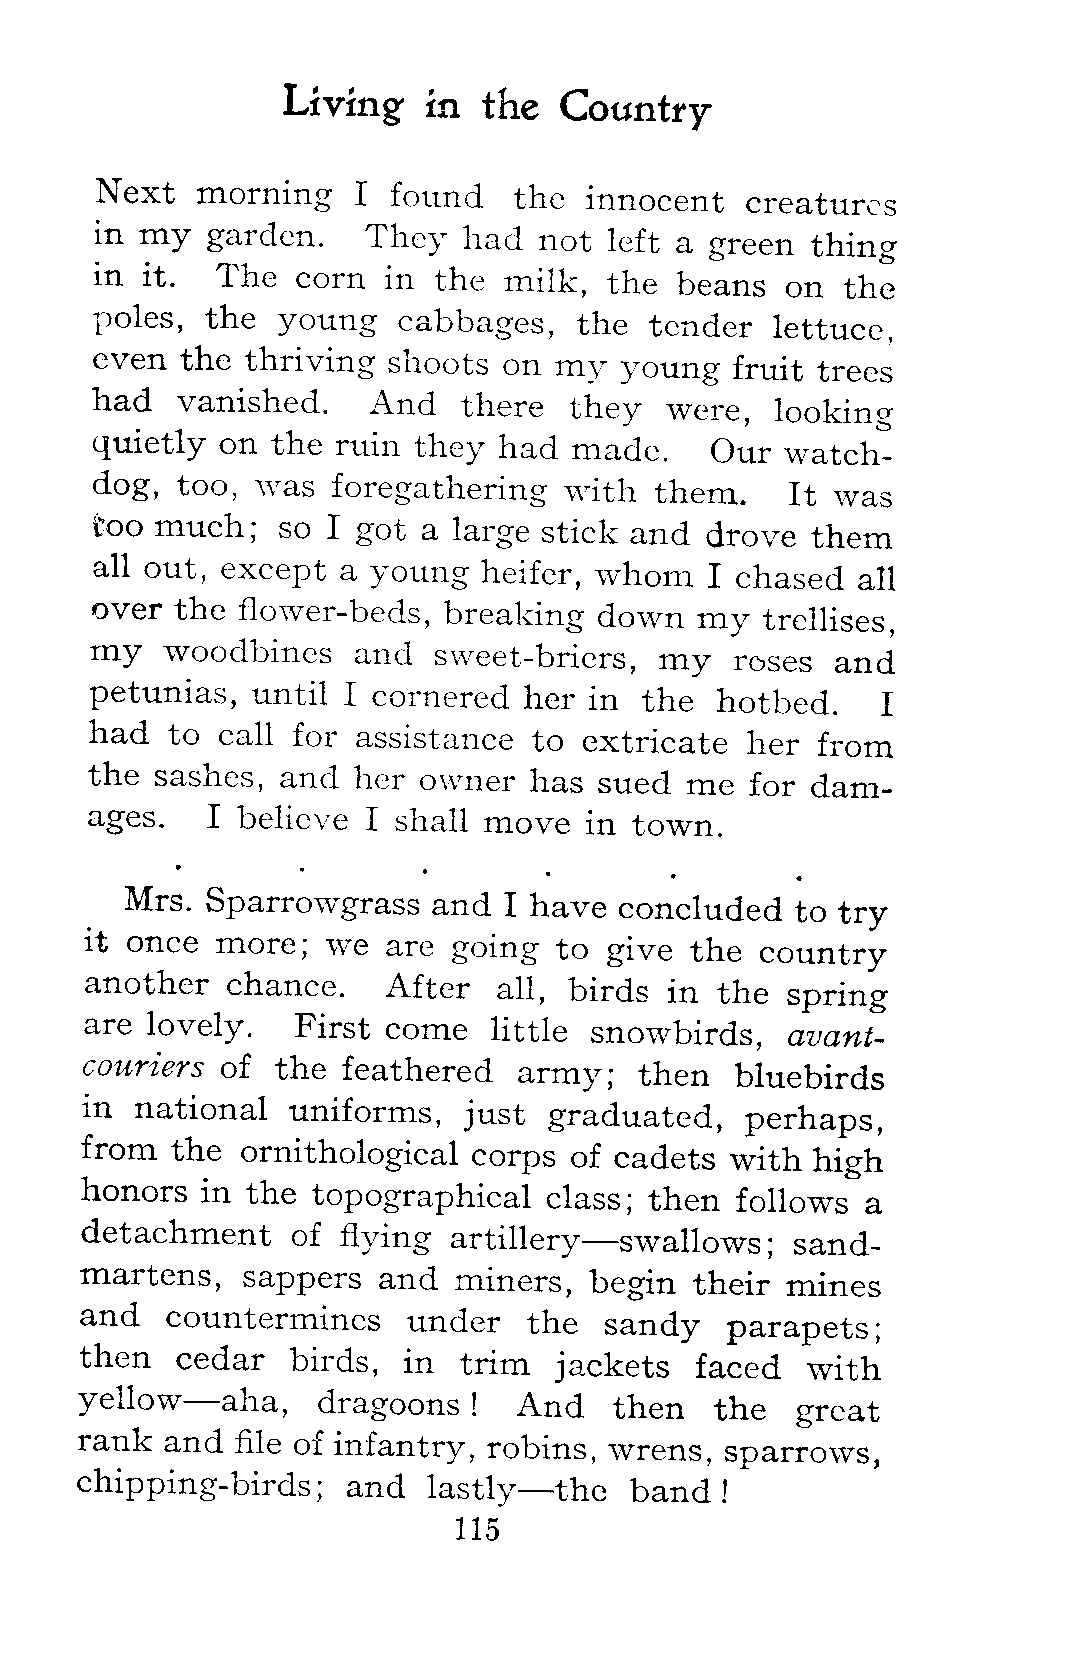 Living in the Country
Next morning I found the innocent creatures
in my garden. They had not left a green thing
in it. The corn in the milk, the beans on the
poles, the young cabbages, the tender lettuce,
even the thriving shoots on my young fruit trees
had vanished. And there they were, looking
quietly on the ruin they had made. Our watch-
dog, too, was foregathering with them. It was
too much; so I got a large stick and drove them
all out, except a young heifer, whom I chased all
over the flower-beds, breaking down my trellises,
my woodbines and sweet-briers, my roses and
petunias, until I cornered her in the hotbed. I
had to call for assistance to extricate her from
the sashes, and her owner has sued me for dam-
ages. I believe I shall move in town.
. . . . . .
Mrs. Sparrowgrass and I have concluded to try
it once more; we are going to give the country
another chance. After all, birds in the spring
are lovely. First come little snowbirds, avant-
couriers of the feathered army; then bluebirds
in national uniforms, just graduated, perhaps,
from the ornithological corps of cadets with high
honors in the topographical class; then follows a
detachment of flying artillery—swallows; sand-
martens, sappers and miners, begin their mines
and countermines under the sandy parapets;
then cedar birds, in trim jackets faced with
yellow—aha, dragoons! And then the great
rank and file of infantry, robins, wrens, sparrows,
chipping-birds; and lastly—the band!
115